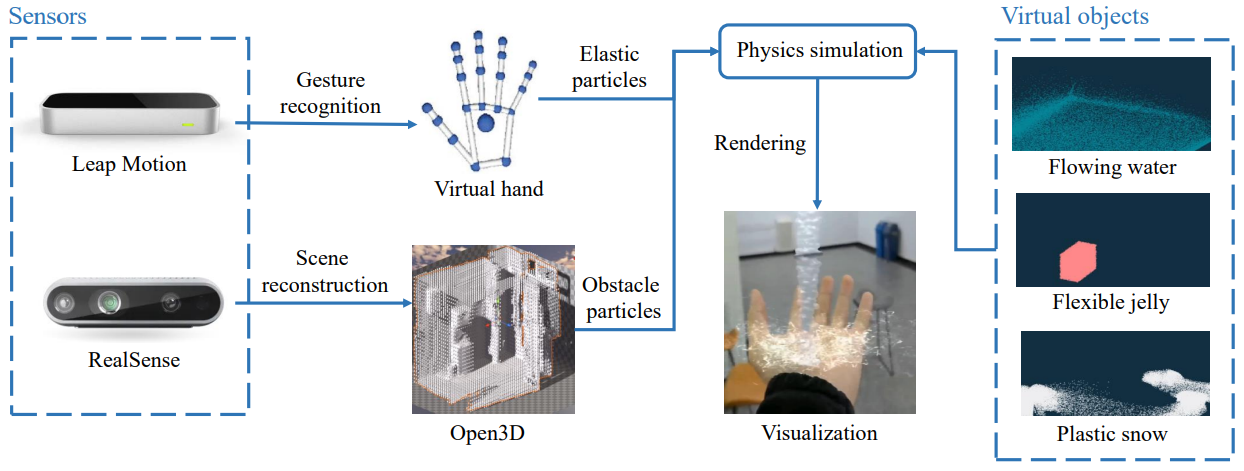 Sensors
Virtual objects
Gesture
recognition
Elastic
particles
Physics simulation
Leap Motion
Virtual hand
Rendering
Flowing water
Scene
reconstruction
Obstacle
particles
Flexible jelly
RealSense
Open3D
Visualization
Plastic snow